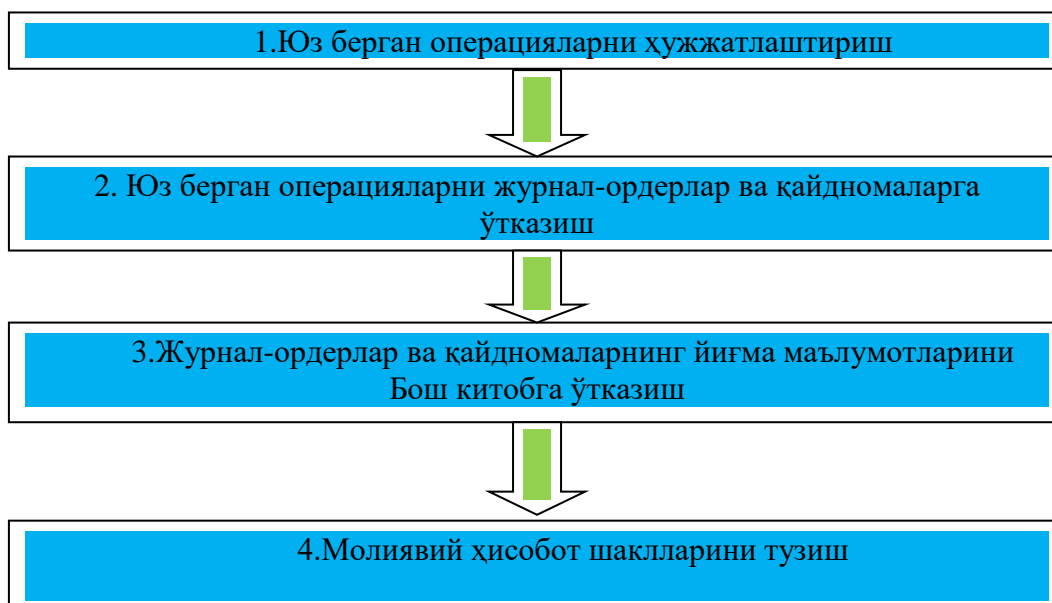 1.Юз берган операцияларни ҳужжатлаштириш
2. Юз берган операцияларни журнал-ордерлар ва қайдномаларга
ўтказиш
3.Журнал-ордерлар ва қайдномаларнинг йиғма маълумотларини
Бош китобга ўтказиш
4.Молиявий ҳисобот шаклларини тузиш